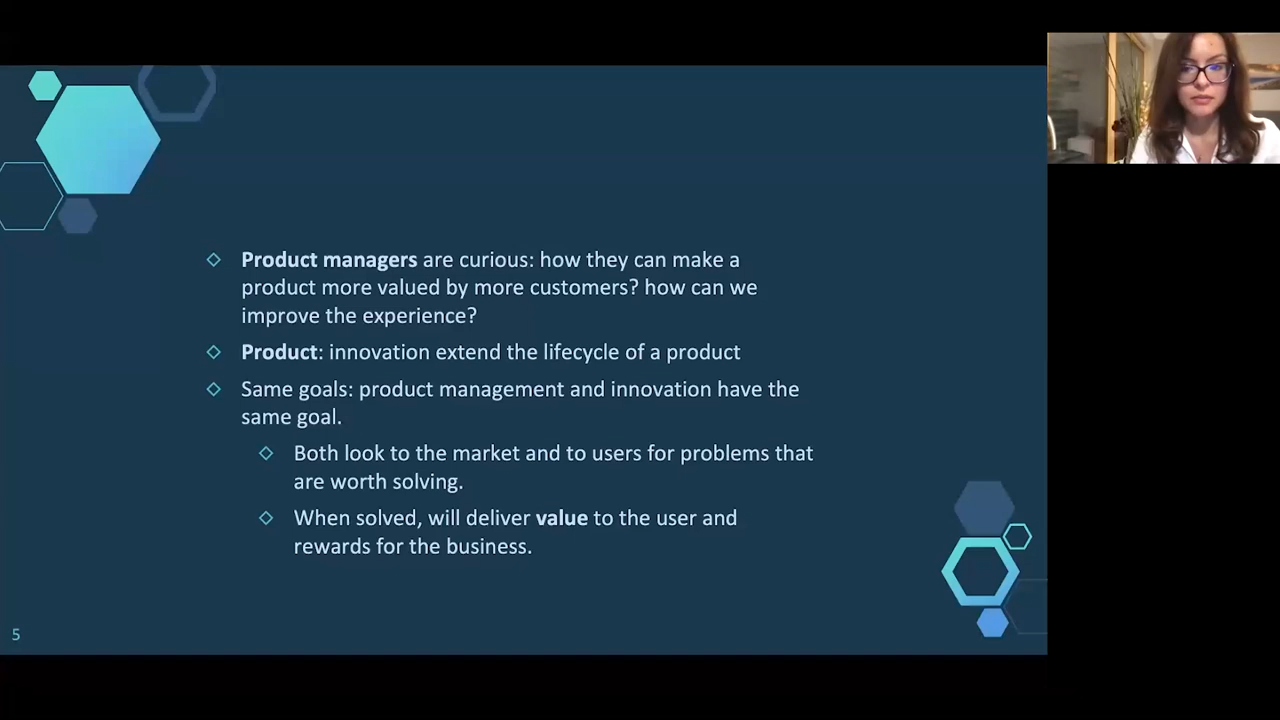 Product managers are curious: how they can make a
product more valued by more customers? how can we
improve the experience?
Product: innovation extend the lifecycle of a product
Same goals: product management and innovation have the
same goal.
Both look to the market and to users for problems that
are worth solving.
When solved, will deliver value to the user and
rewards for the business.
5